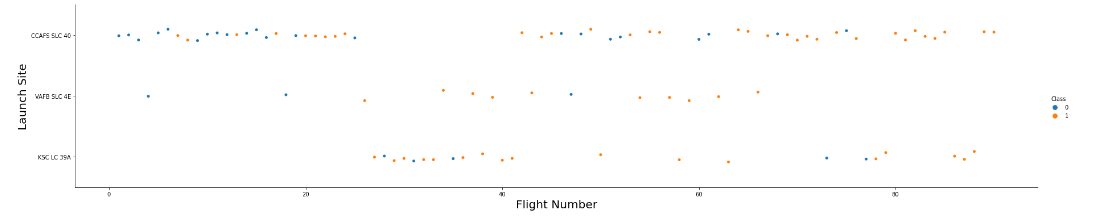 CCAFS SLC 40
VAFB SLC 4E
KSC LC 39A
Launch Site
0 20 40 60 80
Flight Number
Class
0
1